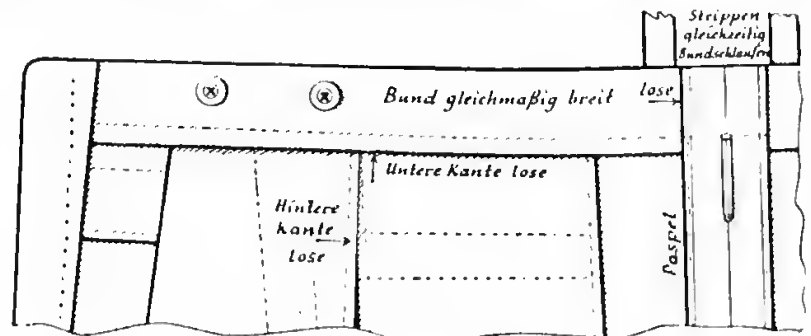 Strippen
gleichzeitig
Bundschlaufen
Bund gleichmäßig breit
lose
Untere Kante lose
Hintere
Kante
lose
Paspel